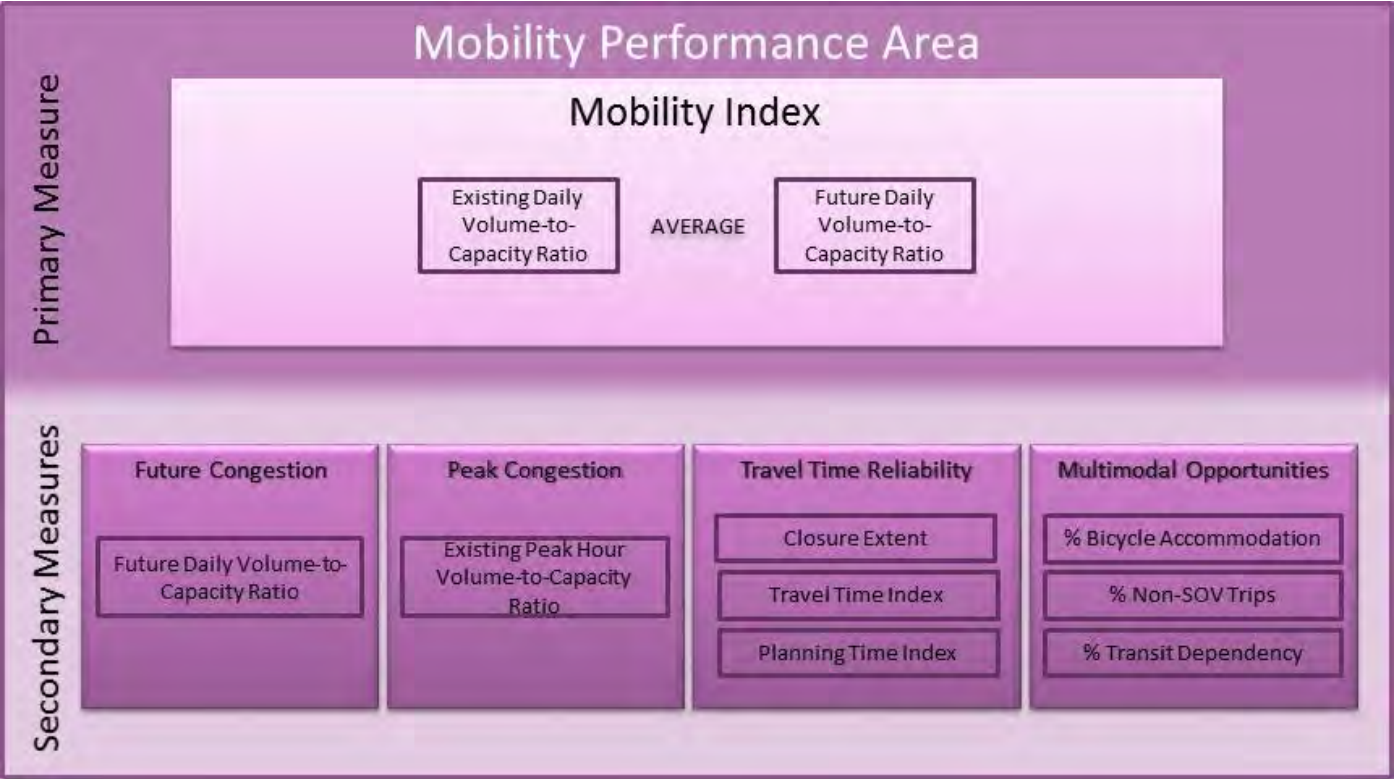 Mobility Performance Area
Primary Measure
Mobility Index
Existing Daily
Volume-to-
Capacity Ratio
AVERAGE
Future Daily
Volume-to-
Capacity Ratio
Secondary Measures
Future Congestion
Future Daily Volume-to-
Capacity Ratio
Peak Congestion
Existing Peak Hour
Volume-to-Capacity
Ratio
Travel Time Reliability
Closure Extent
Travel Time Index
Planning Time Index
Multimodal Opportunities
% Bicycle Accommodation
% Non-SOV Trips
% Transit Dependency